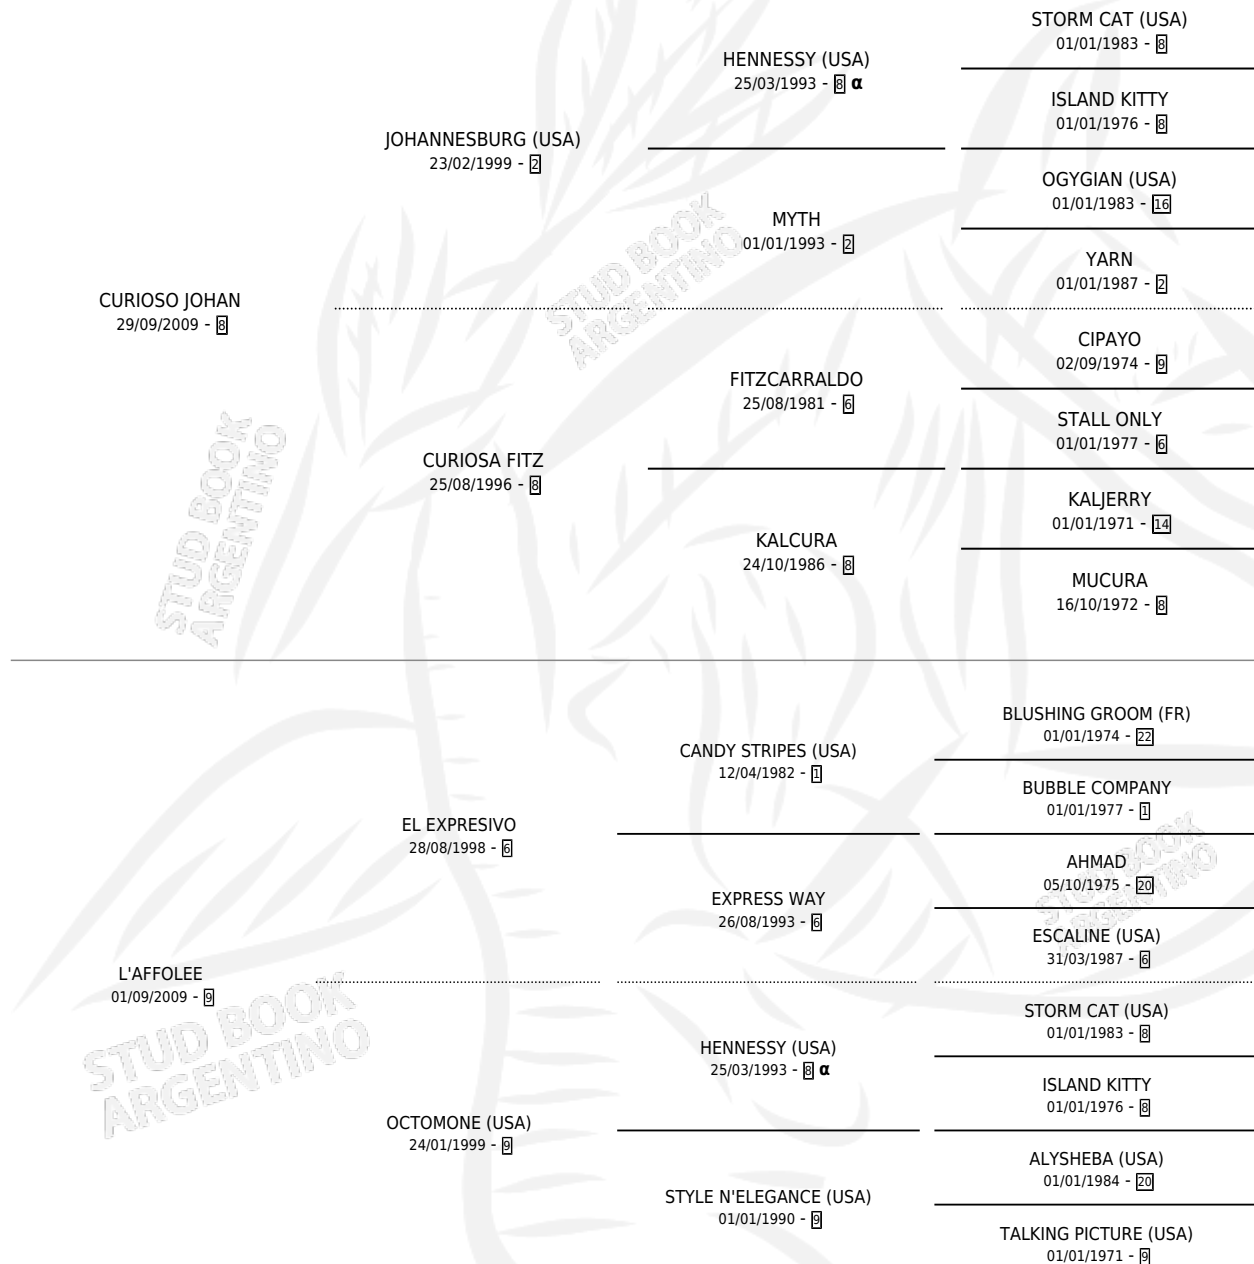 STORM CAT (USA)
01/01/1983 - 8
HENNESSY (USA)
25/03/1993 - 8 α
ISLAND KITTY
01/01/1976 - 8
JOHANNESBURG (USA)
23/02/1999 - 2
OGYGIAN (USA)
01/01/1983 - 16
MYTH
01/01/1993 - 2
YARN
01/01/1987 - 2
CURIOSO JOHAN
29/09/2009 - 8
STUD BOOK
ARGENTINO
CIPAYO
02/09/1974 - 9
FITZCARRALDO
25/08/1981 - 6
STALL ONLY
01/01/1977 - 6
CURIOSA FITZ
25/08/1996 - 8
KALJERRY
01/01/1971 - 14
KALCURA
24/10/1986 - 8
MUCURA
16/10/1972 - 8
STUD BOOK
ARGENTINO
BLUSHING GROOM (FR)
01/01/1974 - 22
CANDY STRIPES (USA)
12/04/1982 - 1
BUBBLE COMPANY
01/01/1977 - 1
EL EXPRESIVO
28/08/1998 - 6
AHMAD
05/10/1975 - 20
EXPRESS WAY
26/08/1993 - 6
STUD BOOK
ARGENTINO
ESCALINE (USA)
31/03/1987 - 6
L'AFFOLEE
01/09/2009 - 9
STORM CAT (USA)
01/01/1983 - 8
HENNESSY (USA)
25/03/1993 - 8 α
ISLAND KITTY
01/01/1976 - 8
STUD BOOK
ARGENTINO
OCTOMONE (USA)
24/01/1999 - 9
ALYSHEBA (USA)
01/01/1984 - 20
STYLE N'ELEGANCE (USA)
01/01/1990 - 9
TALKING PICTURE (USA)
01/01/1971 - 9